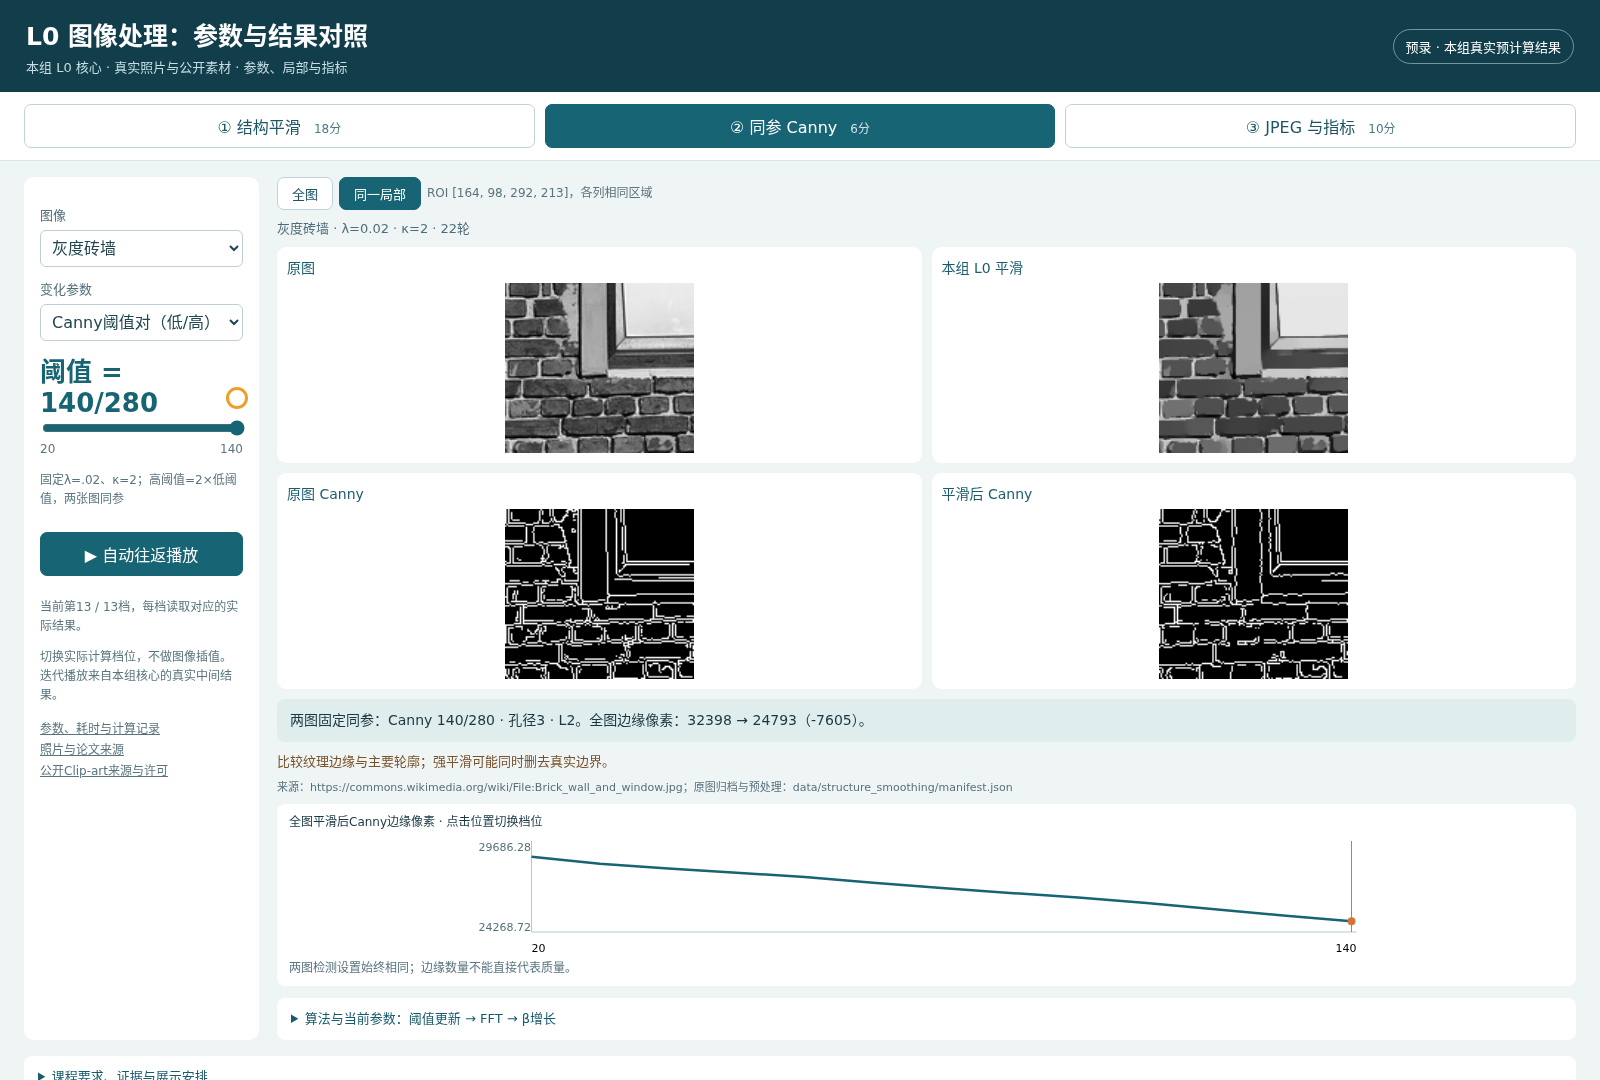 L0 图像处理：参数与结果对照
本组 L0 核心 · 真实照片与公开素材 · 参数、局部与指标
预录 · 本组真实预计算结果
① 结构平滑 18分
② 同参 Canny 6分
③ JPEG 与指标 10分
图像
灰度砖墙
变化参数
Canny阈值对（低/高）
阈值 =
140/280
20 140
固定λ=.02、κ=2；高阈值=2×低阈
值，两张图同参
▶ 自动往返播放
当前第13 / 13档，每档读取对应的实
际结果。
切换实际计算档位，不做图像插值。
迭代播放来自本组核心的真实中间结
果。
参数、耗时与计算记录
照片与论文来源
公开Clip-art来源与许可
全图 同一局部 ROI [164, 98, 292, 213]，各列相同区域
灰度砖墙 · λ=0.02 · κ=2 · 22轮
原图
本组 L0 平滑
原图 Canny
平滑后 Canny
两图固定同参：Canny 140/280 · 孔径3 · L2。全图边缘像素：32398 → 24793（-7605）。
比较纹理边缘与主要轮廓；强平滑可能同时删去真实边界。
来源：https://commons.wikimedia.org/wiki/File:Brick_wall_and_window.jpg；原图归档与预处理：data/structure_smoothing/manifest.json
全图平滑后Canny边缘像素 · 点击位置切换档位
29686.28
24268.72
20 140
两图检测设置始终相同；边缘数量不能直接代表质量。
▶ 算法与当前参数：阈值更新 → FFT → β增长
▶ 课程要求、证据与展示安排